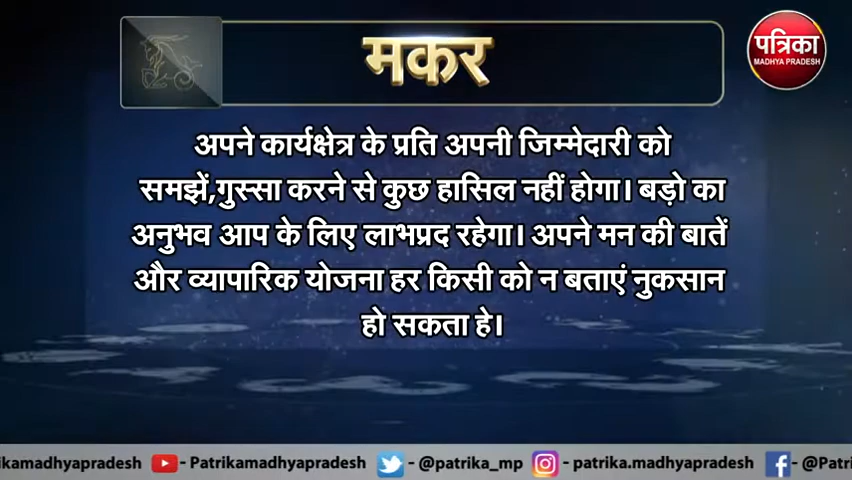 मकर
पत्रिका
MADHYA PRADESH
अपने कार्यक्षेत्र के प्रति अपनी जिम्मेदारी को
समझें,गुस्सा करने से कुछ हासिल नहीं होगा। बड़ो का
अनुभव आप के लिए लाभप्रद रहेगा। अपने मन की बातें
और व्यापारिक योजना हर किसी को न बताएं नुकसान
हो सकता हे।
ikamadhyapradesh - Patrikamadhyapradesh - @patrika_mp - patrika.madhyapradesh - @Patri